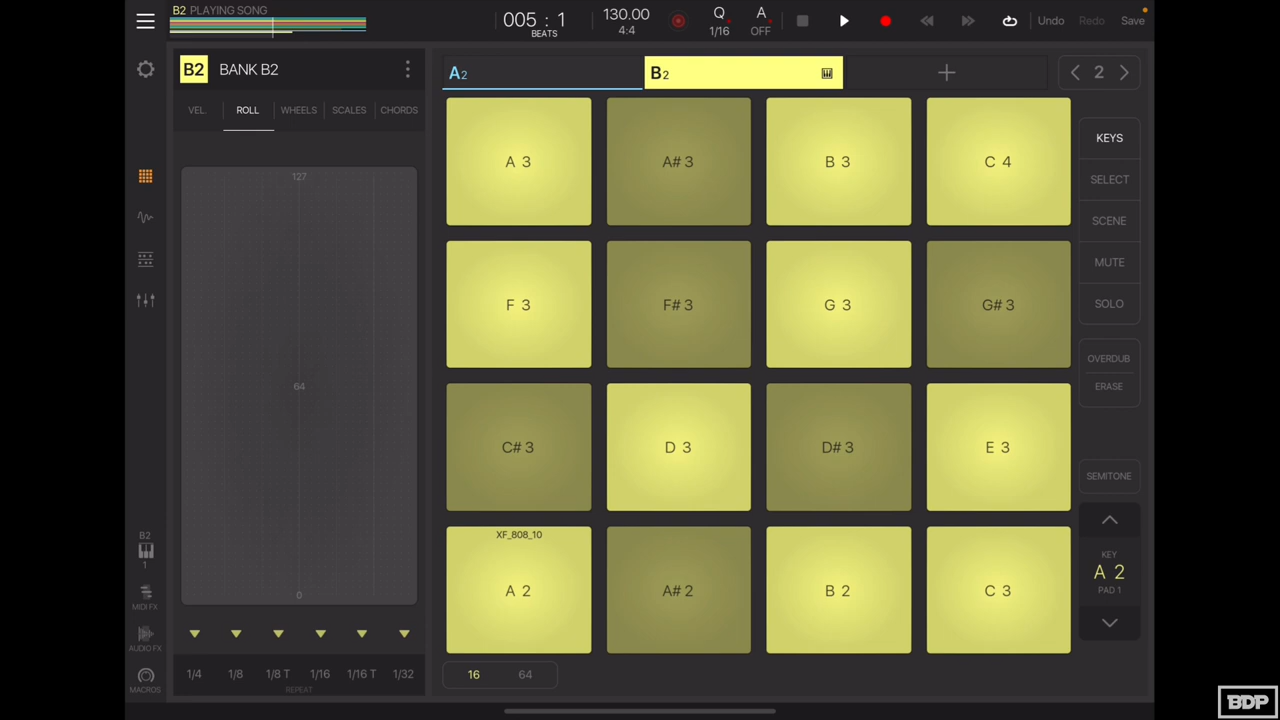 B2 PLAYING SONG
005 : 1
BEATS
130.00
4:4
Q
1/16
A
OFF
Undo
Redo
Save
B2
BANK B2
A2
B2
2
VEL.
ROLL
WHEELS
SCALES
CHORDS
127
64
0
A 3
A# 3
B 3
C 4
F 3
F# 3
G 3
G# 3
C# 3
D 3
D# 3
E 3
XF_808_10
A 2
A# 2
B 2
C 3
KEYS
SELECT
SCENE
MUTE
SOLO
OVERDUB
ERASE
SEMITONE
KEY
A 2
PAD 1
B2
1
MIDI FX
AUDIO FX
MACROS
1/4
1/8
1/8 T
1/16
1/16 T
1/32
REPEAT
16
64
BDP